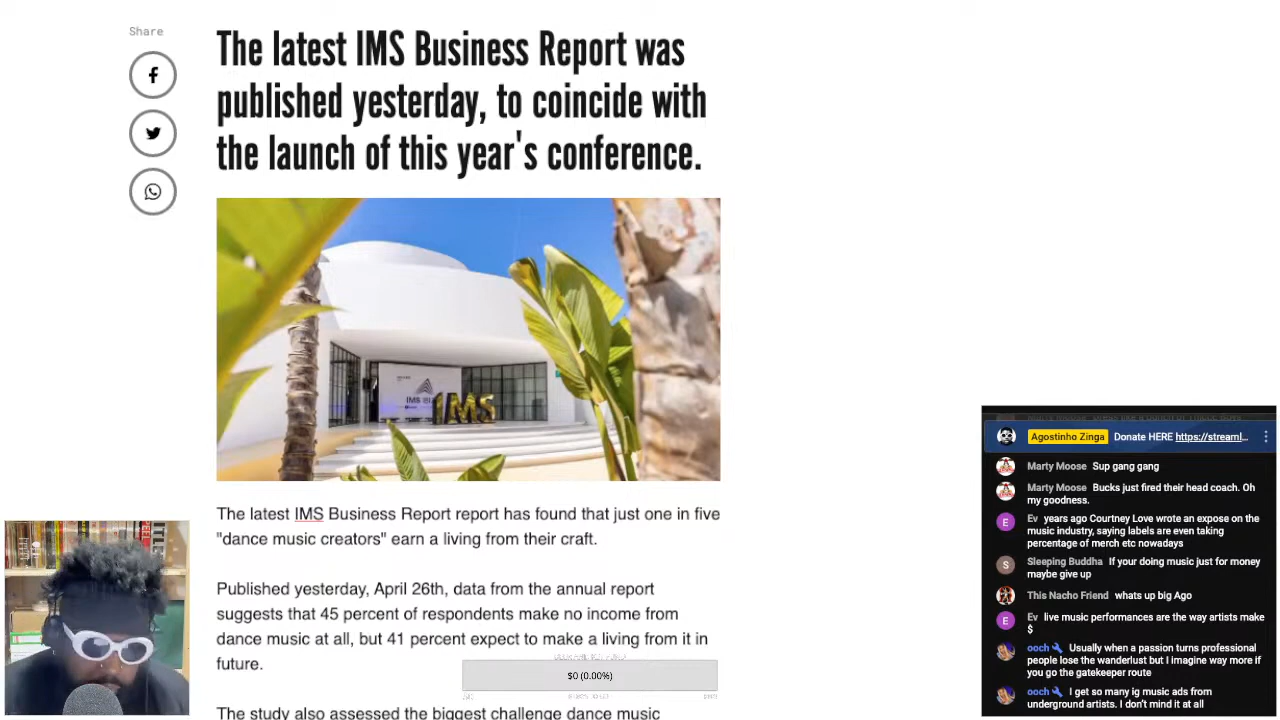 Share
The latest IMS Business Report was
published yesterday, to coincide with
the launch of this year's conference.
IMS
The latest IMS Business Report report has found that just one in five
"dance music creators" earn a living from their craft.
Published yesterday, April 26th, data from the annual report
suggests that 45 percent of respondents make no income from
dance music at all, but 41 percent expect to make a living from it in
future.
$0 (0.00%)
The study also assessed the biggest challenge dance music
Agostinho Zinga Donate HERE https://streaml...
Marty Moose Sup gang gang
Marty Moose Bucks just fired their head coach. Oh
my goodness.
E Ev years ago Courtney Love wrote an expose on the
music industry, saying labels are even taking
percentage of merch etc nowadays
S Sleeping Buddha If your doing music just for money
maybe give up
This Nacho Friend whats up big Ago
E Ev live music performances are the way artists make
$
ooch Usually when a passion turns professional
people lose the wanderlust but I imagine way more if
you go the gatekeeper route
ooch I get so many ig music ads from
underground artists. I don't mind it at all